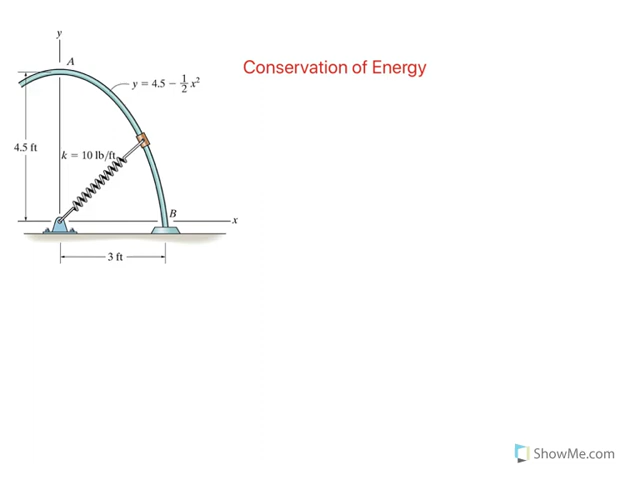 y
A
Conservation of Energy
y = 4.5 − 1/2 x²
4.5 ft
k = 10 lb/ft
B
x
3 ft
ShowMe.com